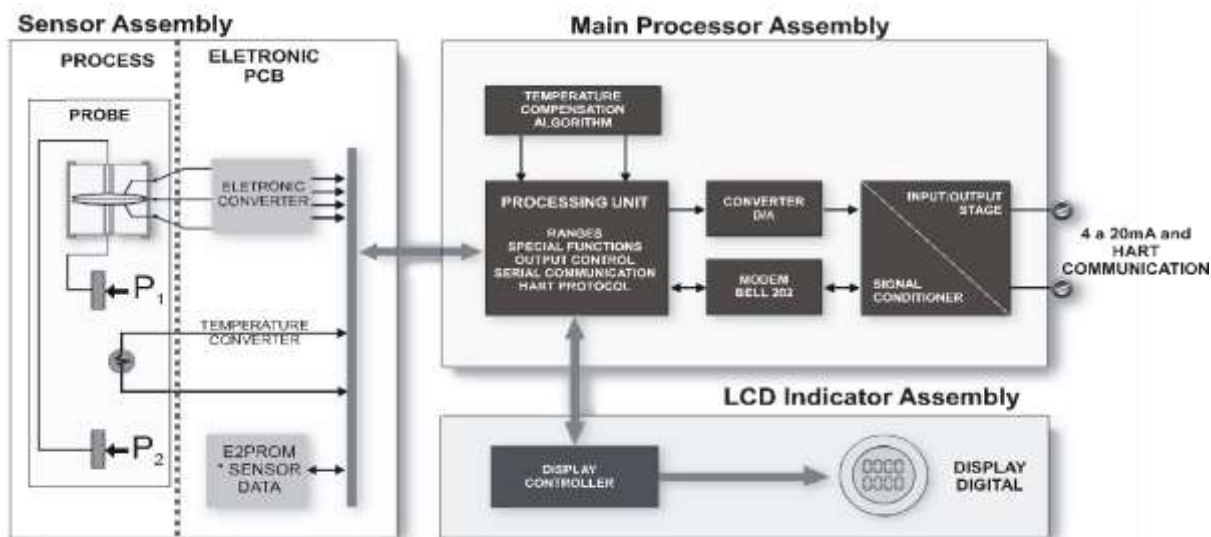 Sensor Assembly
PROCESS
ELETRONIC
PCB
PROBE
ELETRONIC
CONVERTER
P1
TEMPERATURE
CONVERTER
P2
E2PROM
* SENSOR
DATA
Main Processor Assembly
TEMPERATURE
COMPENSATION
ALGORITHM
PROCESSING UNIT
RANGES
SPECIAL FUNCTIONS
OUTPUT CONTROL
SERIAL COMMUNICATION
HART PROTOCOL
CONVERTER
D/A
MODEM
BELL 202
INPUT/OUTPUT
STAGE
SIGNAL
CONDITIONER
4 a 20mA and
HART
COMMUNICATION
LCD Indicator Assembly
DISPLAY
CONTROLLER
0000
0000
DISPLAY
DIGITAL